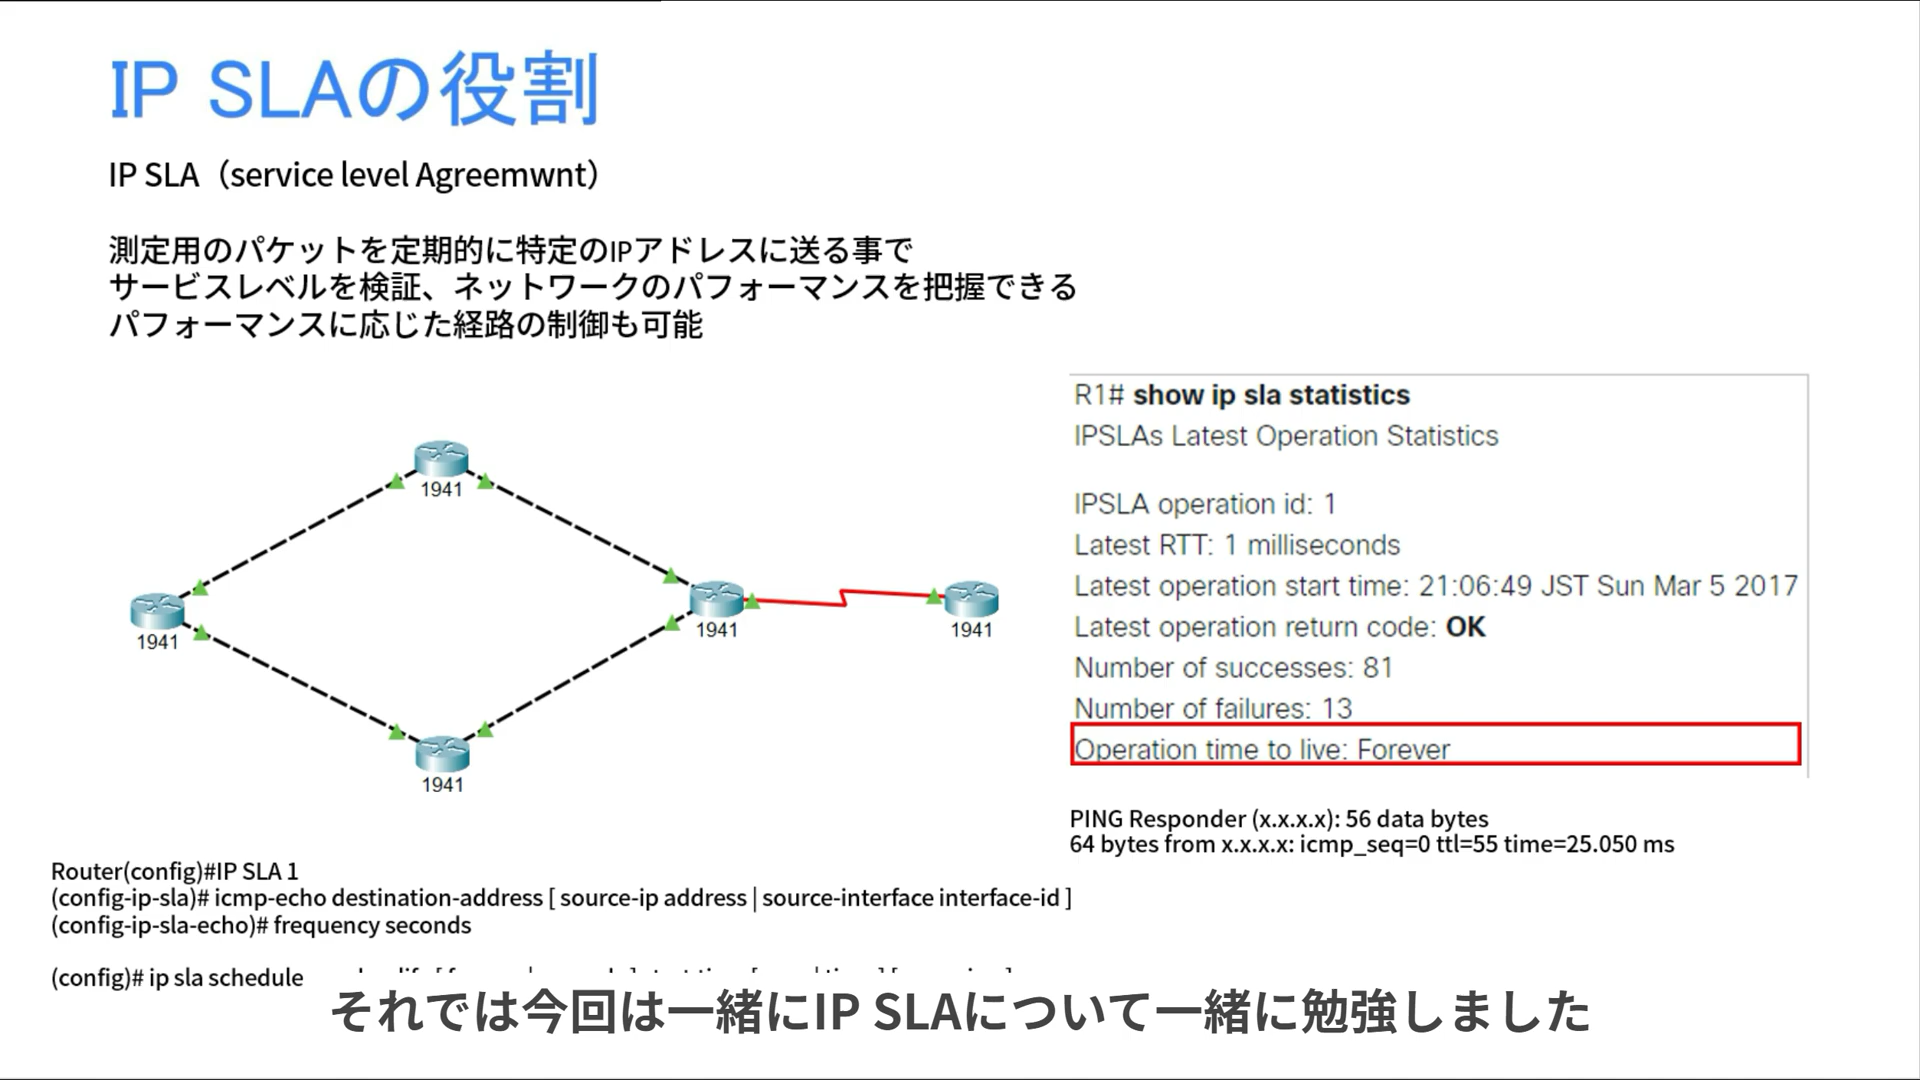 IP SLAの役割
IP SLA（service level Agreemwnt）
測定用のパケットを定期的に特定のIPアドレスに送る事で
サービスレベルを検証、ネットワークのパフォーマンスを把握できる
パフォーマンスに応じた経路の制御も可能
1941
1941
1941
1941
1941
R1# show ip sla statistics
IPSLAs Latest Operation Statistics
IPSLA operation id: 1
Latest RTT: 1 milliseconds
Latest operation start time: 21:06:49 JST Sun Mar 5 2017
Latest operation return code: OK
Number of successes: 81
Number of failures: 13
Operation time to live: Forever
PING Responder (x.x.x.x): 56 data bytes
64 bytes from x.x.x.x: icmp_seq=0 ttl=55 time=25.050 ms
Router(config)#IP SLA 1
(config-ip-sla)# icmp-echo destination-address [ source-ip address | source-interface interface-id ]
(config-ip-sla-echo)# frequency seconds
(config)# ip sla schedule
それでは今回は一緒にIP SLAについて一緒に勉強しました